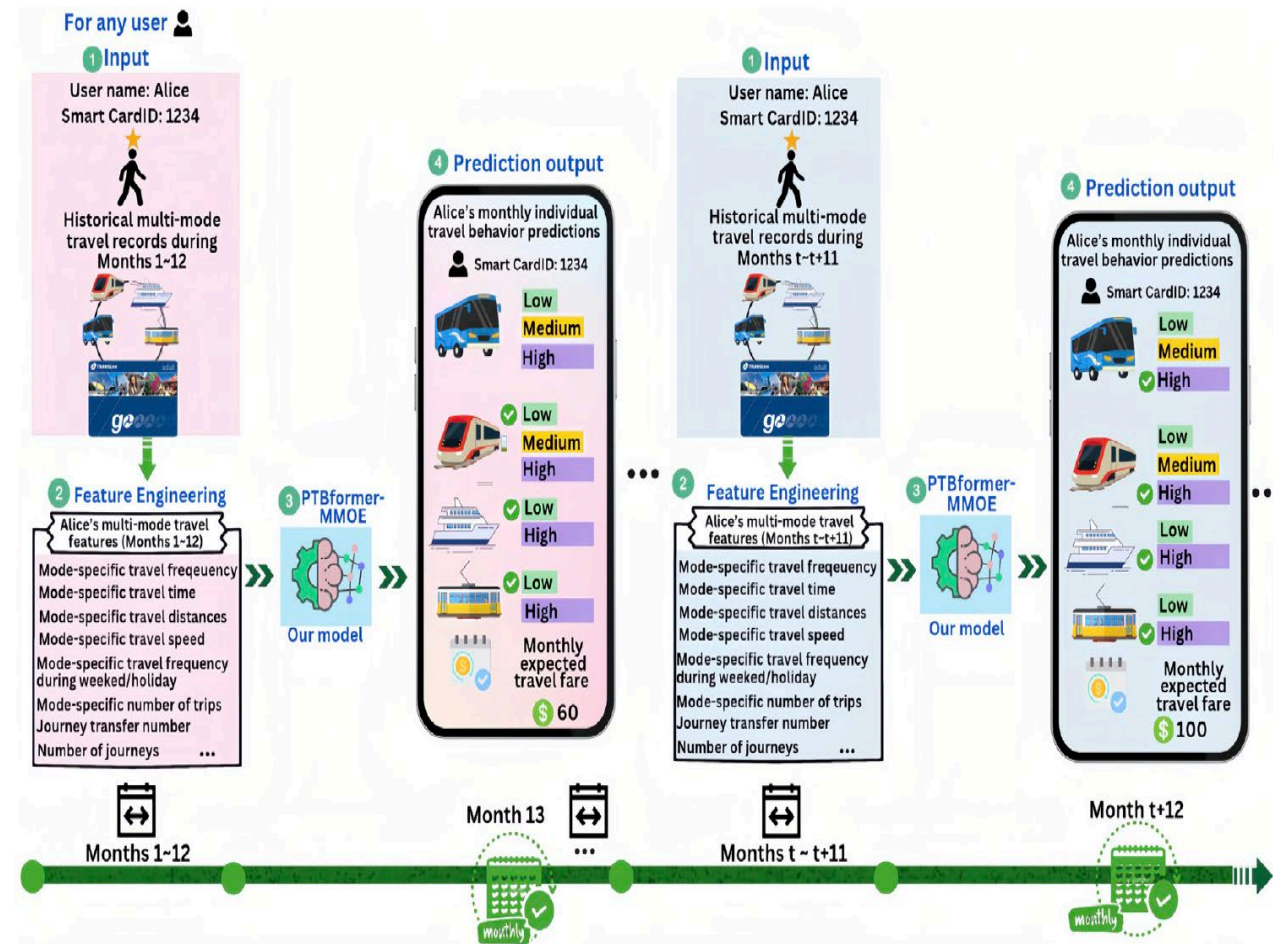 For any user
1 Input
User name: Alice
Smart CardID: 1234
Historical multi-mode
travel records during
Months 1~12
go
2 Feature Engineering
Alice's multi-mode travel
features (Months 1~12)
Mode-specific travel freqeuency
Mode-specific travel time
Mode-specific travel distances
Mode-specific travel speed
Mode-specific travel frequency
during weeked/holiday
Mode-specific number of trips
Journey transfer number
Number of journeys ...
3 PTBformer-
MMOE
Our model
4 Prediction output
Alice's monthly individual
travel behavior predictions
Smart CardID: 1234
Low
Medium
High
Low
Medium
High
Low
High
Low
High
Monthly
expected
travel fare
$ 60
...
1 Input
User name: Alice
Smart CardID: 1234
Historical multi-mode
travel records during
Months t~t+11
go
2 Feature Engineering
Alice's multi-mode travel
features (Months t~t+11)
Mode-specific travel freqeuency
Mode-specific travel time
Mode-specific travel distances
Mode-specific travel speed
Mode-specific travel frequency
during weeked/holiday
Mode-specific number of trips
Journey transfer number
Number of journeys ...
3 PTBformer-
MMOE
Our model
4 Prediction output
Alice's monthly individual
travel behavior predictions
Smart CardID: 1234
Low
Medium
High
Low
Medium
High
Low
High
Low
High
Monthly
expected
travel fare
$ 100
..
Months 1~12
Month 13
monthly
...
Months t ~ t+11
Month t+12
monthly